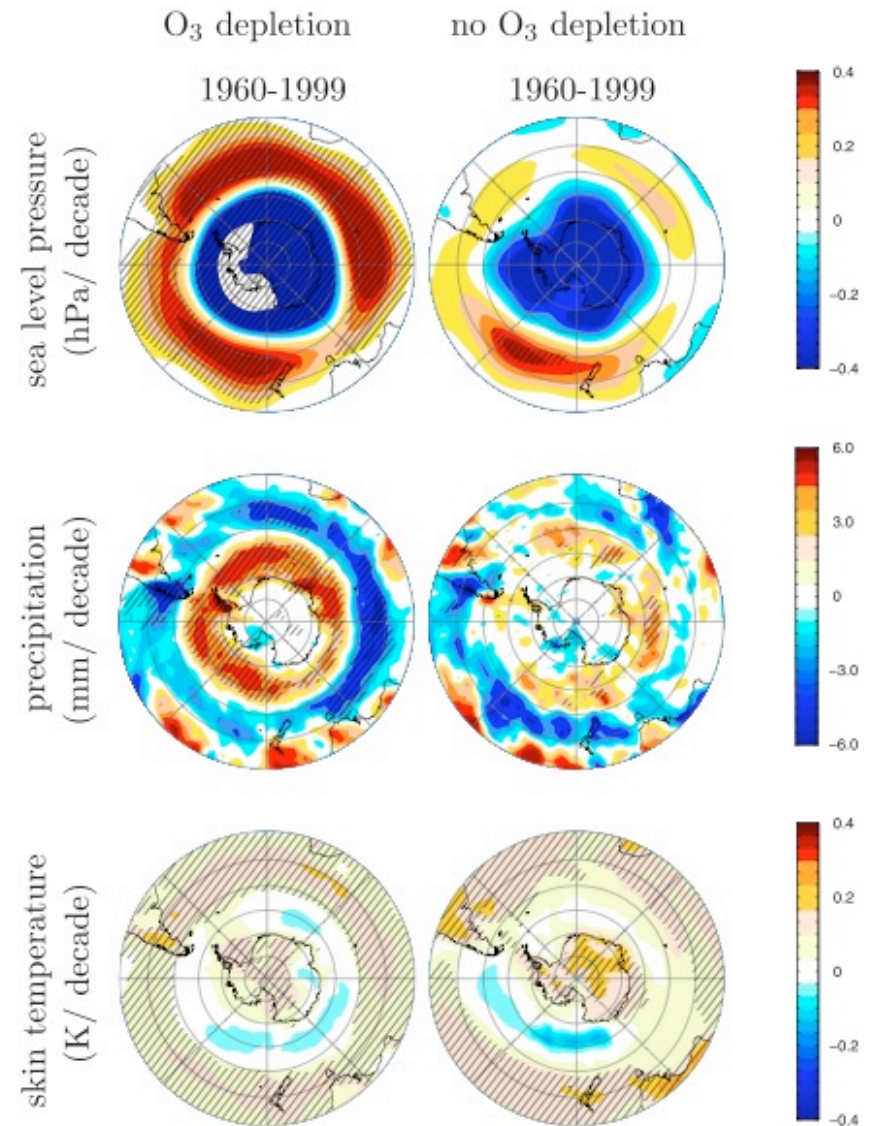 O₃ depletion no O₃ depletion
1960-1999 1960-1999
sea level pressure
(hPa/ decade)
0.4
0.2
0
−0.2
−0.4
precipitation
(mm/ decade)
6.0
3.0
0
−3.0
−6.0
skin temperature
(K/ decade)
0.4
0.2
0
−0.2
−0.4